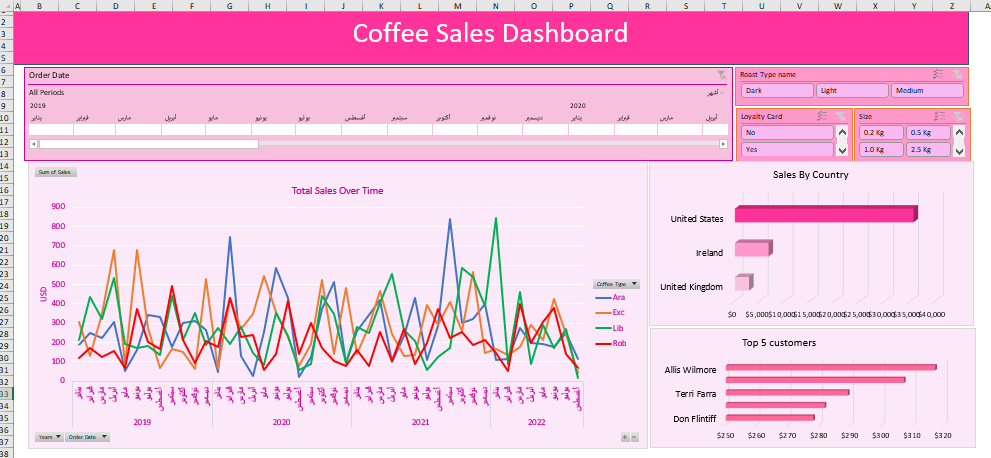 A B C D E F G H I J K L M N O P Q R S T U V W X Y Z
Coffee Sales Dashboard
Order Date
All Periods
أشهر
2019
2020
يناير فبراير مارس أبريل مايو يونيو يوليو أغسطس سبتمبر أكتوبر نوفمبر ديسمبر يناير فبراير مارس أبريل
Roast Type name
Dark Light Medium
Loyalty Card
No
Yes
Size
0.2 Kg 0.5 Kg
1.0 Kg 2.5 Kg
Sum of Sales
Total Sales Over Time
USD
900
800
700
600
500
400
300
200
100
0
2019 2020 2021 2022
Coffee Type
Ara
Exc
Lib
Rob
Years Order Date
Sales By Country
United States
Ireland
United Kingdom
$0 $5,000 $10,000 $15,000 $20,000 $25,000 $30,000 $35,000 $40,000
Top 5 customers
Allis Wilmore
Terri Farra
Don Flintiff
$250 $260 $270 $280 $290 $300 $310 $320